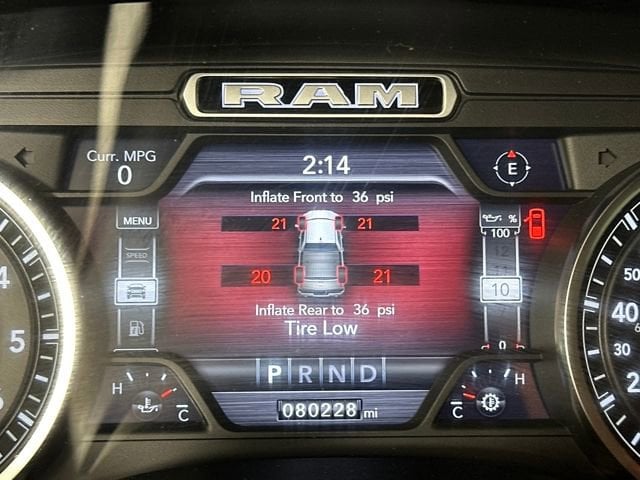 RAM
Curr. MPG
0
2:14
E
Inflate Front to 36 psi
MENU
21 21
%
100
SPEED
20 21
10
Inflate Rear to 36 psi
Tire Low
0
P R N D
H C
080228 mi
H C
4
5
50
40
30
2